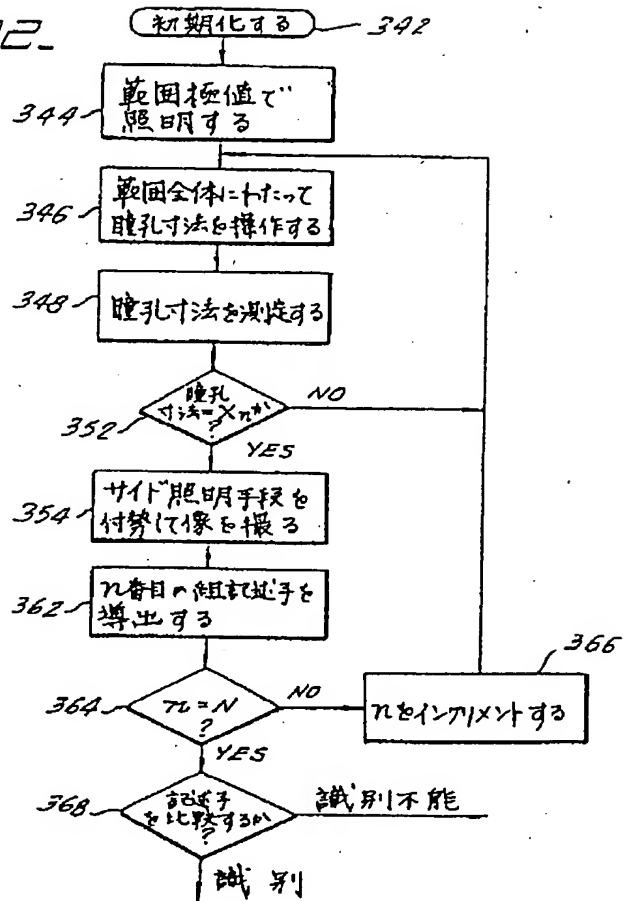 初期化する
342
344
範囲極値で
照明する
346
範囲全体にわたって
瞳孔寸法を操作する
348
瞳孔寸法を測定する
352
瞳孔
寸法=Xnか
?
NO
YES
354
サイド照明手段を
付勢して像を撮る
362
n番目の組記述子を
導出する
364
n=N
?
NO
366
nをインクリメントする
YES
368
記述子
を比較するか
?
識別不能
識別